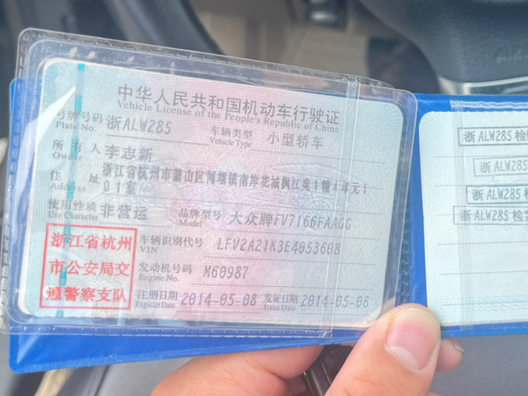 中华人民共和国机动车行驶证
Vehicle License of the People's Republic of China
号牌号码 浙ALW285 车辆类型 小型轿车
Plate No. Vehicle Type
所有人 李志新
Owner
住址 浙江省杭州市萧山区闻堰镇南岸花城枫江苑1幢4单元1
Address 01室
使用性质 非营运 品牌型号 大众牌FV7166FAAGG
Use Character Model
浙江省杭州
市公安局交
通警察支队
车辆识别代号 LFV2A21K3E4053608
VIN
发动机号码 M60987
Engine No.
注册日期 2014-05-08 发证日期 2014-05-08
Register Date Issue Date
浙ALW285 检
浙ALW285
浙ALW285 检
浙ALW285 检